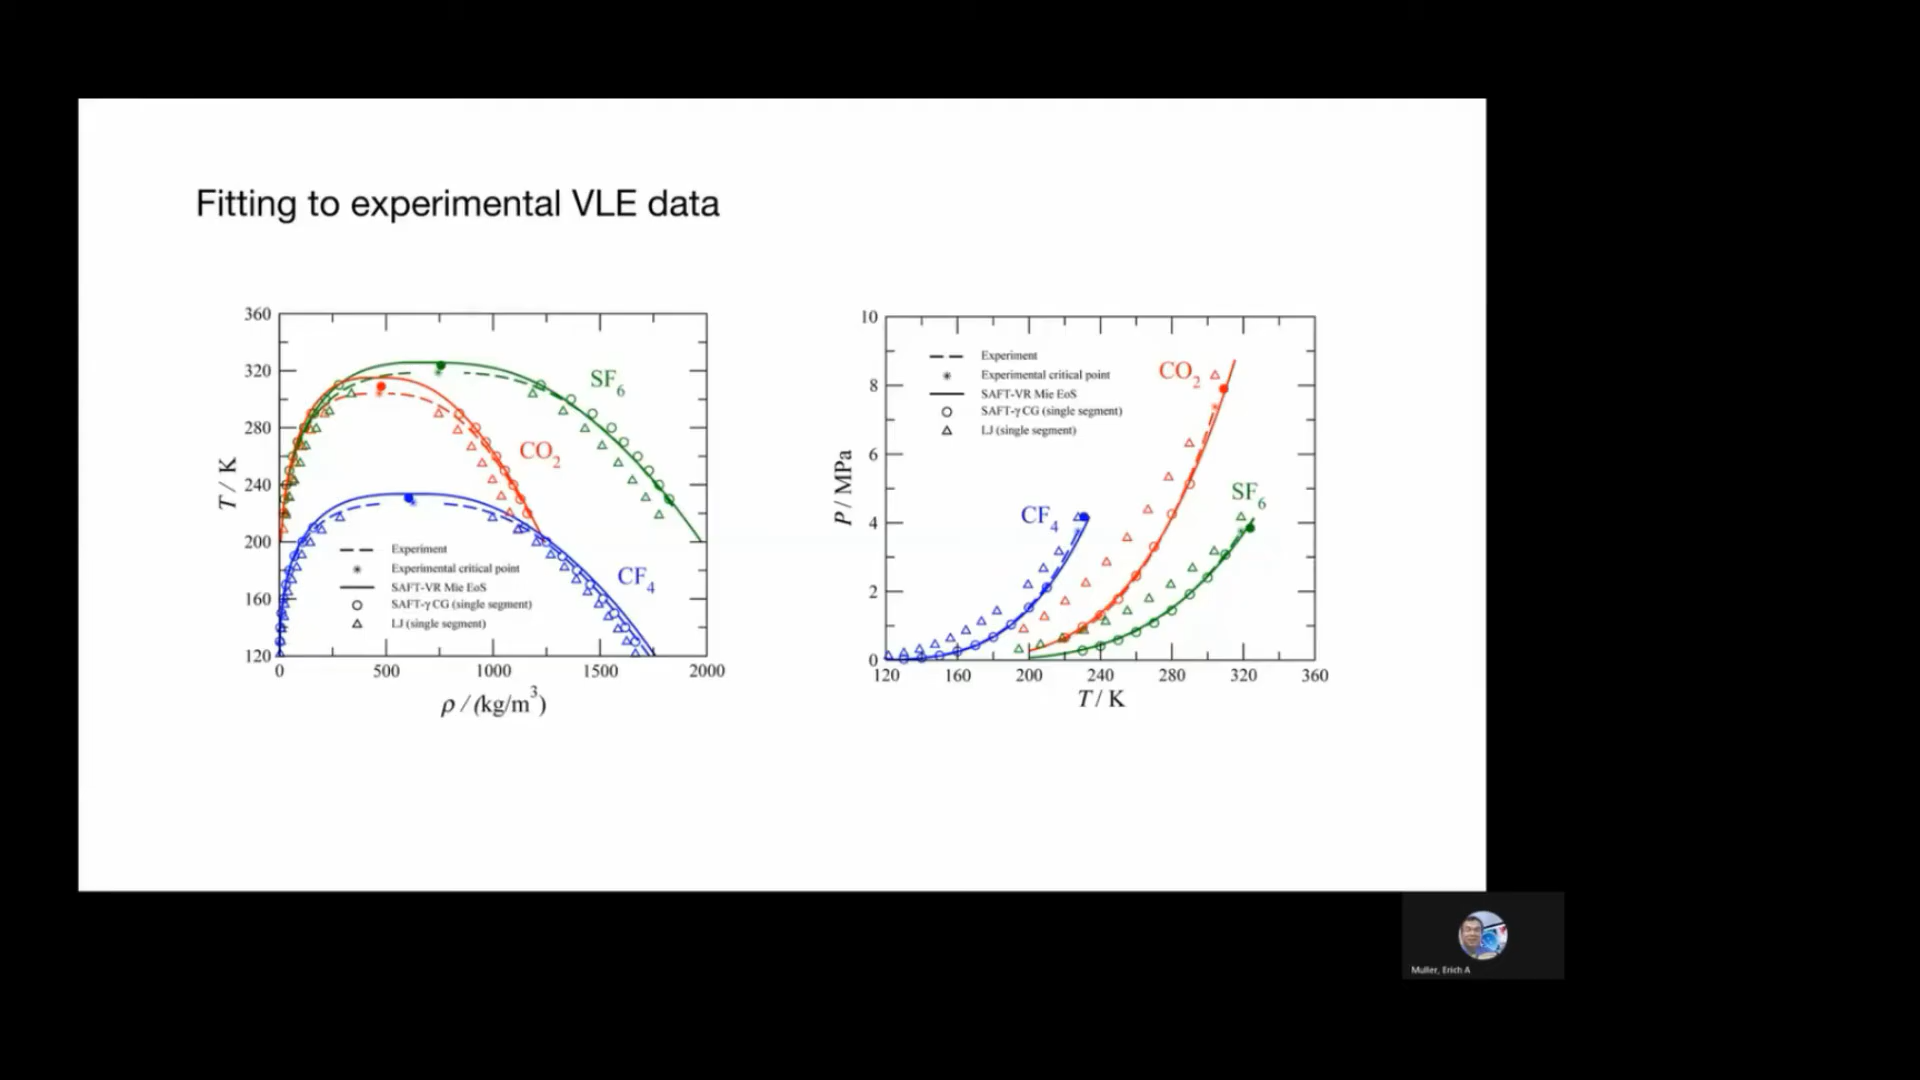 Fitting to experimental VLE data
360
320
280
240
200
160
120
T / K
SF6
CO2
CF4
Experiment
Experimental critical point
SAFT-VR Mie EoS
SAFT-γ CG (single segment)
LJ (single segment)
0 500 1000 1500 2000
ρ / (kg/m³)
10
8
6
4
2
0
P / MPa
Experiment
Experimental critical point
SAFT-VR Mie EoS
SAFT-γ CG (single segment)
LJ (single segment)
CO2
SF6
CF4
120 160 200 240 280 320 360
T / K
Muller, Erich A